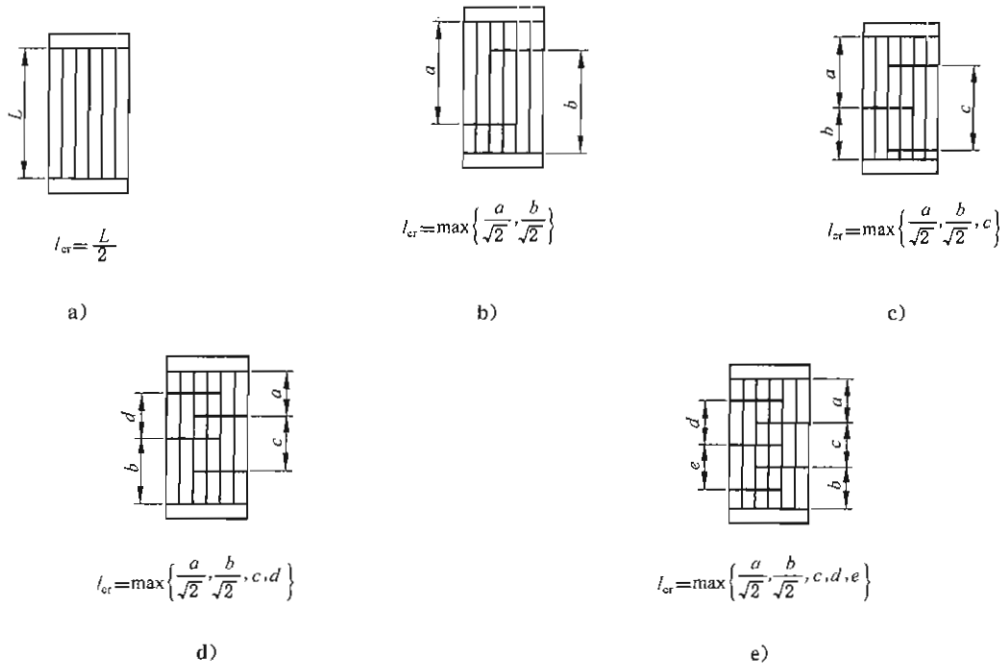 L
a
b
a
b
c
l_cr=L/2
l_cr=max{a/√2,b/√2}
l_cr=max{a/√2,b/√2,c}
a)
b)
c)
d
b
a
c
d
e
a
c
b
l_cr=max{a/√2,b/√2,c,d}
l_cr=max{a/√2,b/√2,c,d,e}
d)
e)